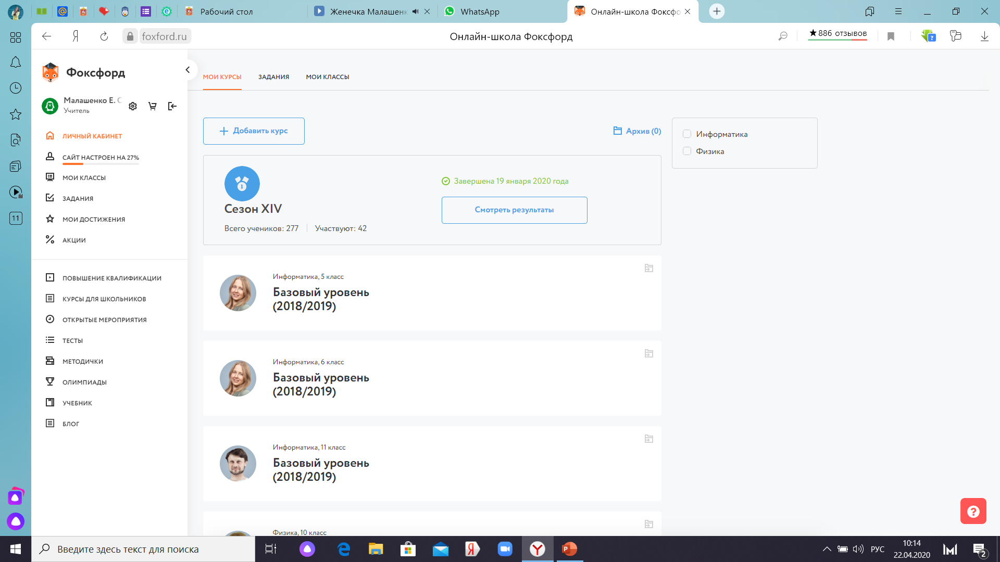 Рабочий стол
Женечка Малашенк
WhatsApp
Онлайн-школа Фоксфо
foxford.ru
Онлайн-школа Фоксфорд
★886 отзывов
Фоксфорд
Малашенко Е. С
Учитель
ЛИЧНЫЙ КАБИНЕТ
САЙТ НАСТРОЕН НА 27%
МОИ КЛАССЫ
ЗАДАНИЯ
МОИ ДОСТИЖЕНИЯ
АКЦИИ
ПОВЫШЕНИЕ КВАЛИФИКАЦИИ
КУРСЫ ДЛЯ ШКОЛЬНИКОВ
ОТКРЫТЫЕ МЕРОПРИЯТИЯ
ТЕСТЫ
МЕТОДИЧКИ
ОЛИМПИАДЫ
УЧЕБНИК
БЛОГ
11
МОИ КУРСЫ
ЗАДАНИЯ
МОИ КЛАССЫ
Добавить курс
Архив (0)
Информатика
Физика
1
Сезон XIV
Всего учеников: 277
Участвуют: 42
Завершена 19 января 2020 года
Смотреть результаты
Информатика, 5 класс
Базовый уровень
(2018/2019)
Информатика, 6 класс
Базовый уровень
(2018/2019)
Информатика, 11 класс
Базовый уровень
(2018/2019)
Физика, 10 класс
?
Введите здесь текст для поиска
РУС
10:14
22.04.2020
2